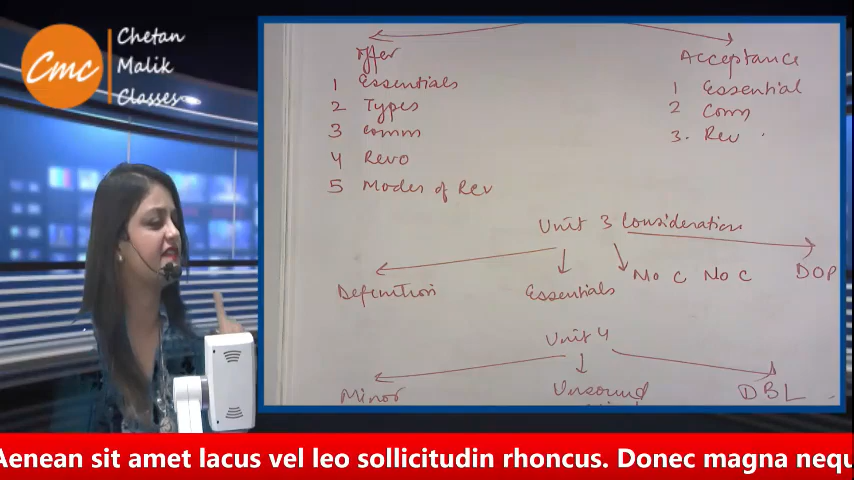 Chetan
Malik
Classes
cmc
offer
1 Essentials
2 Types
3 comm
4 Revo
5 Modes of Rev
Acceptance
1 Essential
2 Comm
3. Rev
Unit 3 Consideration
Definition
Essentials
No C No C
DOP
Unit 4
Minor
Unsound
DBL
Aenean sit amet lacus vel leo sollicitudin rhoncus. Donec magna nequ